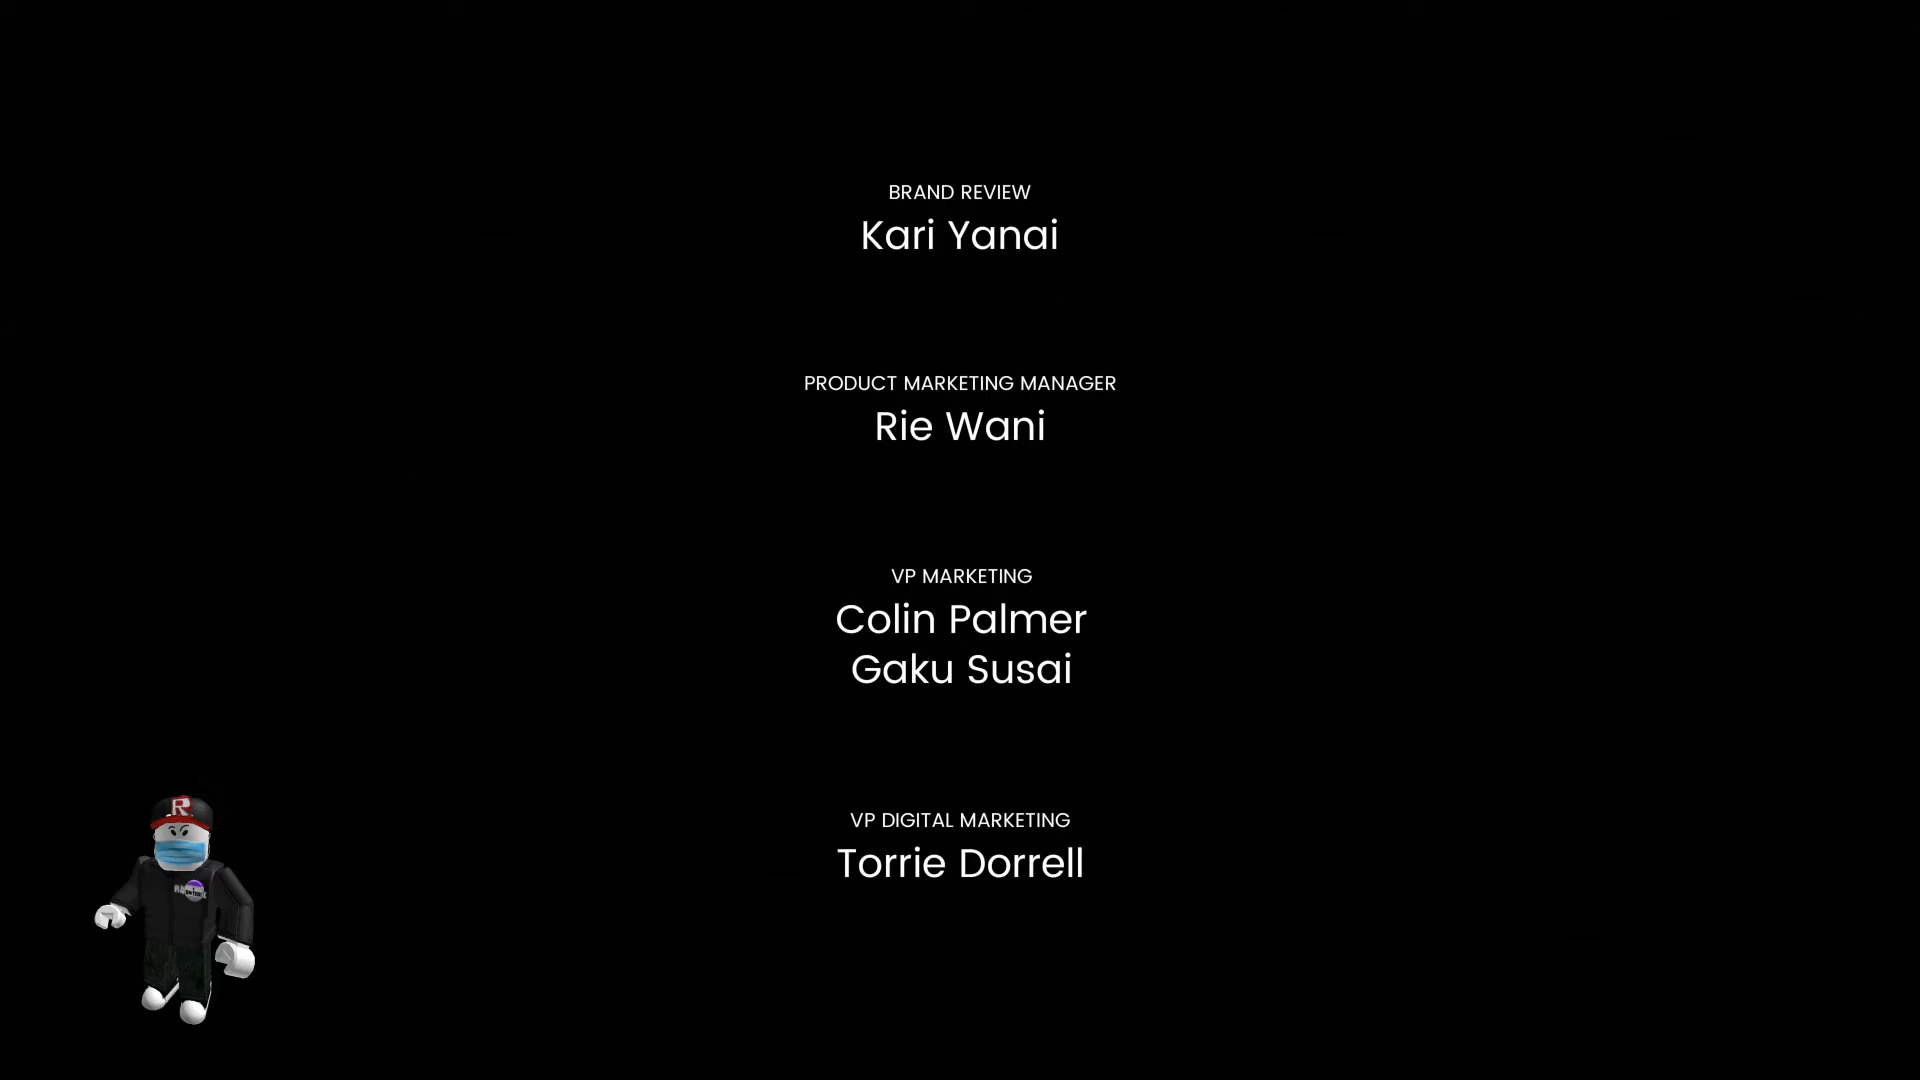 BRAND REVIEW
Kari Yanai
PRODUCT MARKETING MANAGER
Rie Wani
VP MARKETING
Colin Palmer
Gaku Susai
VP DIGITAL MARKETING
Torrie Dorrell
R